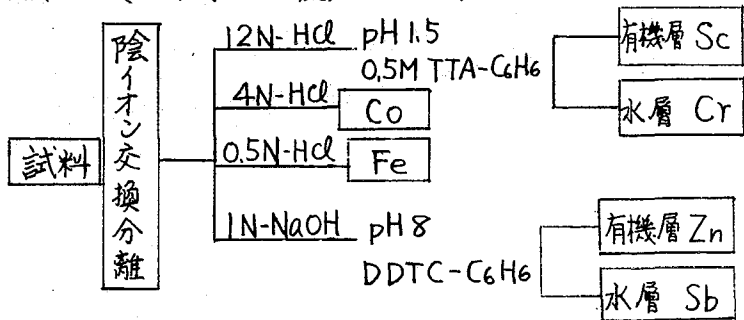 試料
陰イオン交換分離
12N-HCl pH 1.5
0.5M TTA-C6H6
有機層 Sc
水層 Cr
4N-HCl
Co
0.5N-HCl
Fe
1N-NaOH pH 8
DDTC-C6H6
有機層 Zn
水層 Sb